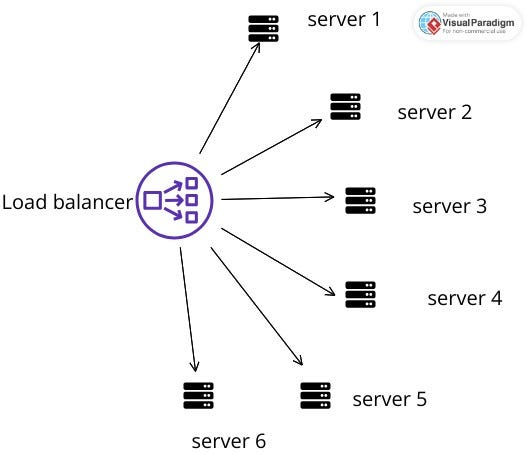 server 1
Made with
Visual Paradigm
For non-commercial use
server 2
Load balancer
server 3
server 4
server 5
server 6